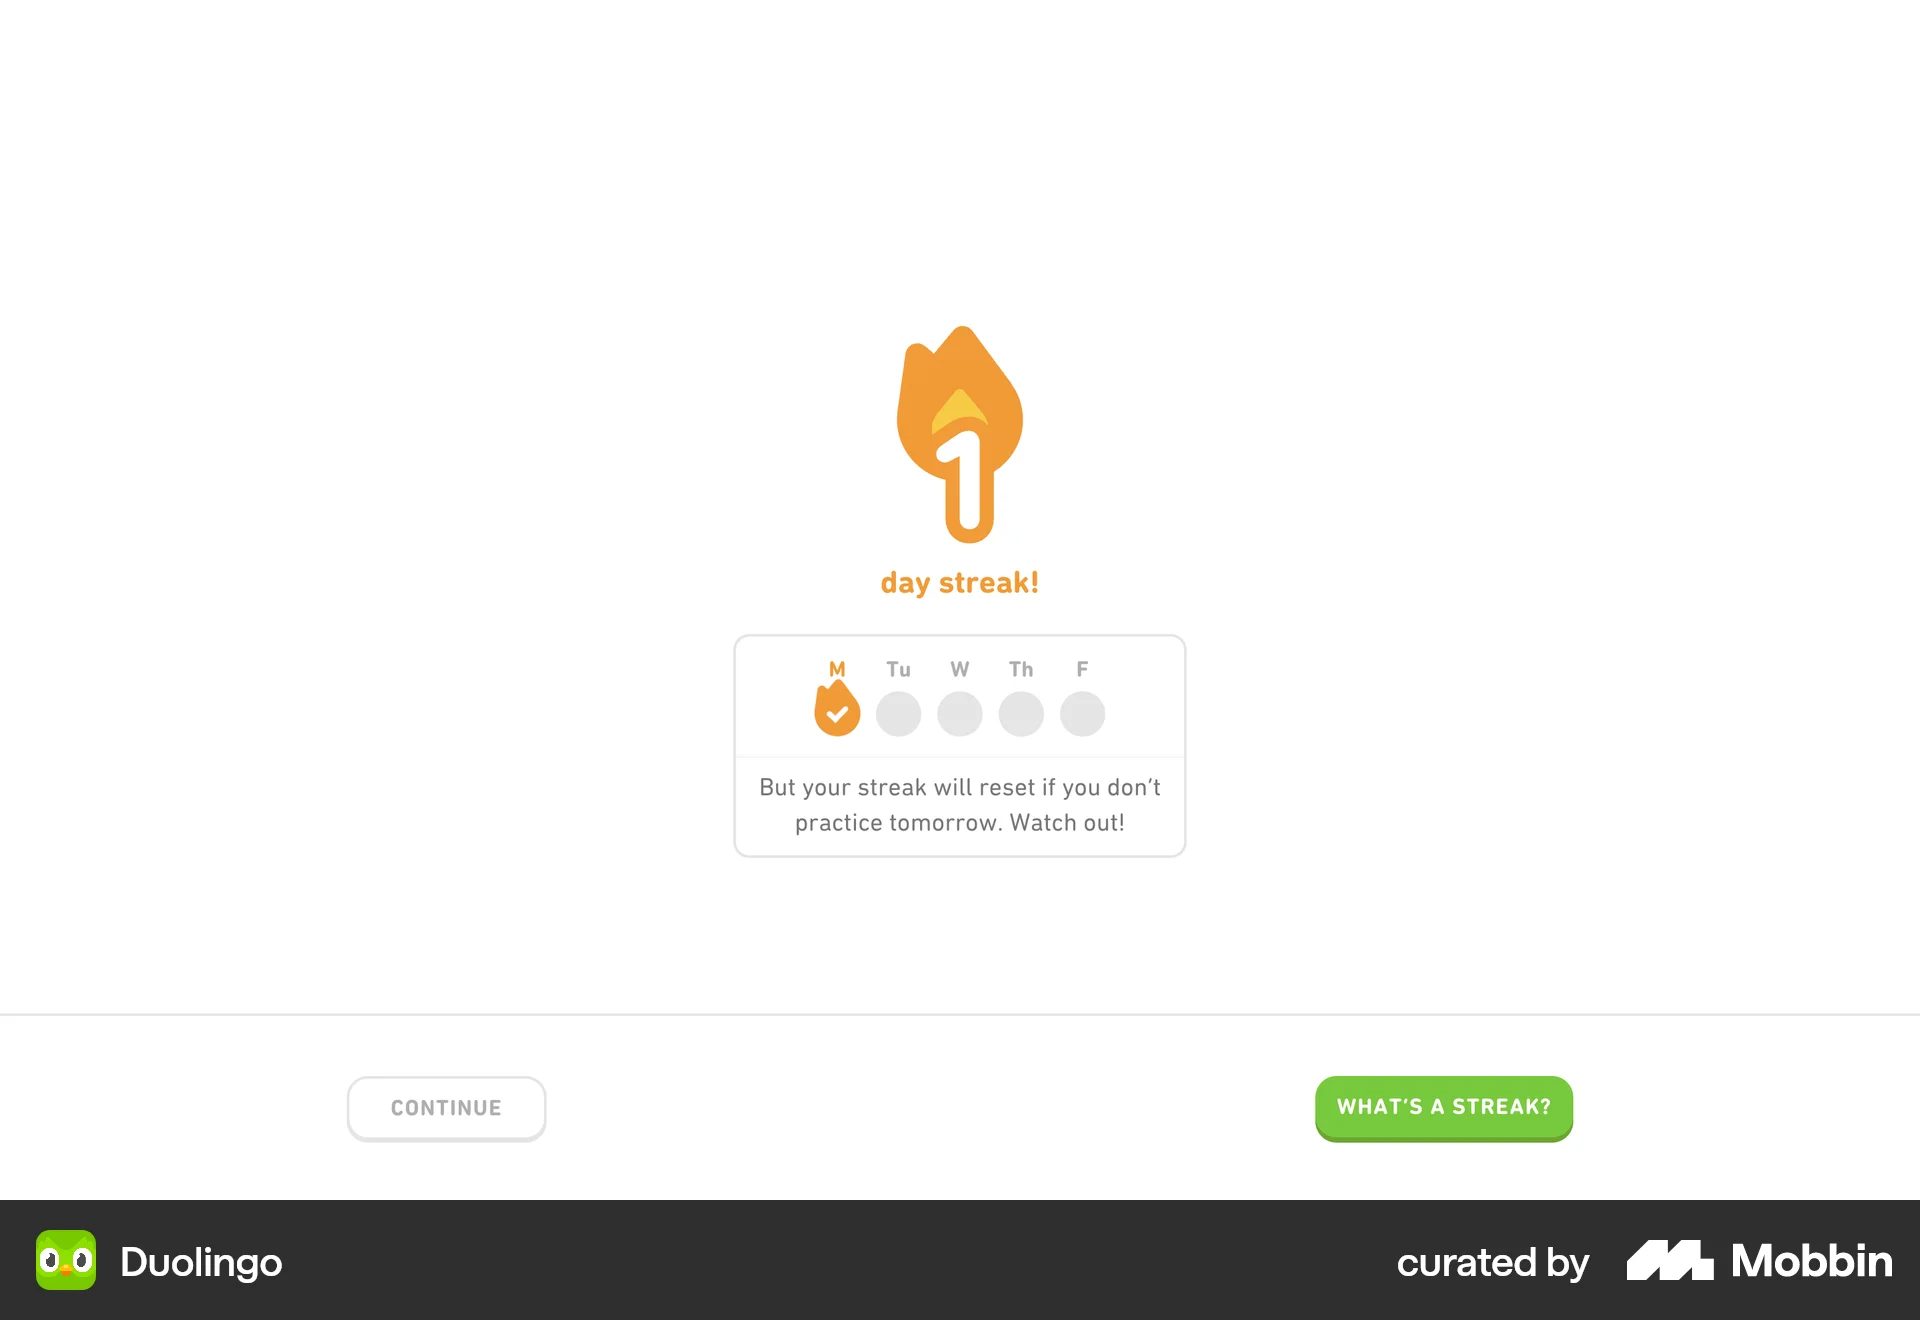 1
day streak!
M Tu W Th F
But your streak will reset if you don't
practice tomorrow. Watch out!
CONTINUE
WHAT'S A STREAK?
Duolingo
curated by Mobbin